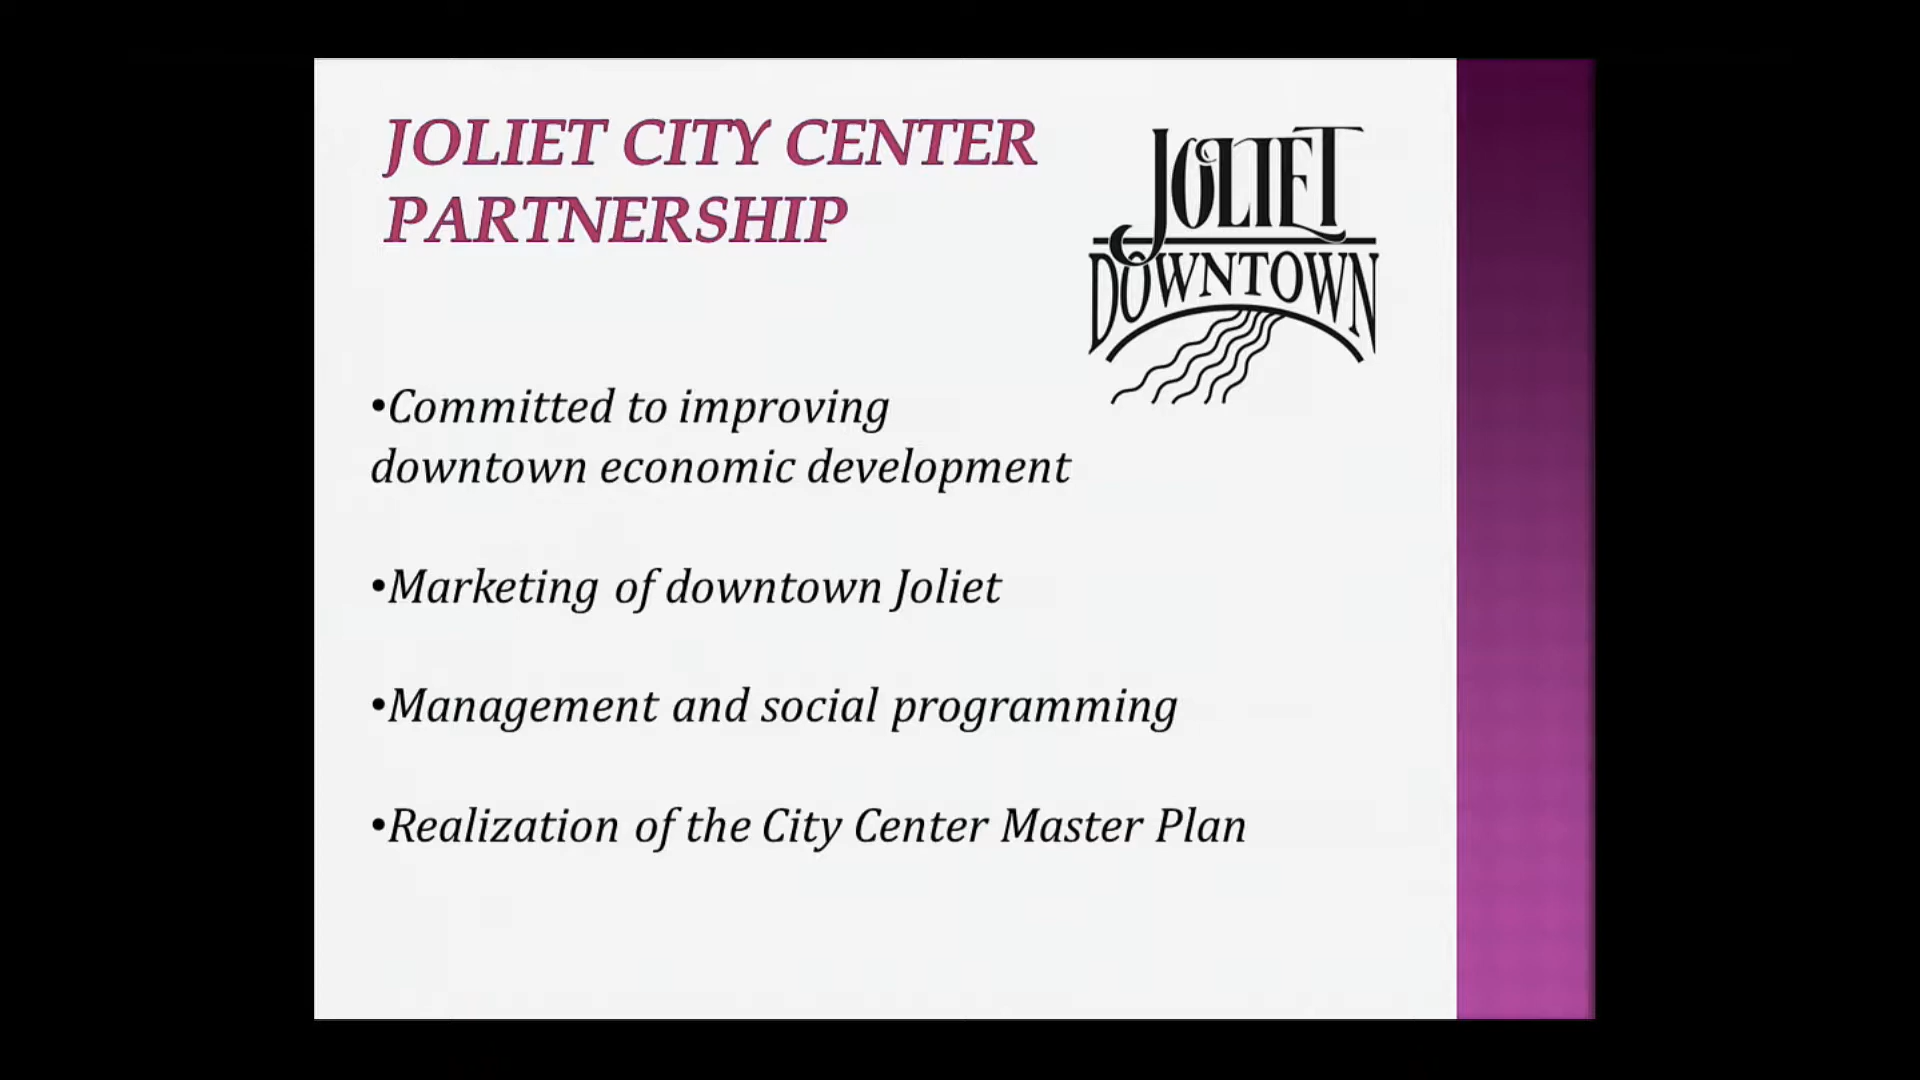 JOLIET CITY CENTER
PARTNERSHIP
JOLIET
DOWNTOWN
•Committed to improving
downtown economic development
•Marketing of downtown Joliet
•Management and social programming
•Realization of the City Center Master Plan